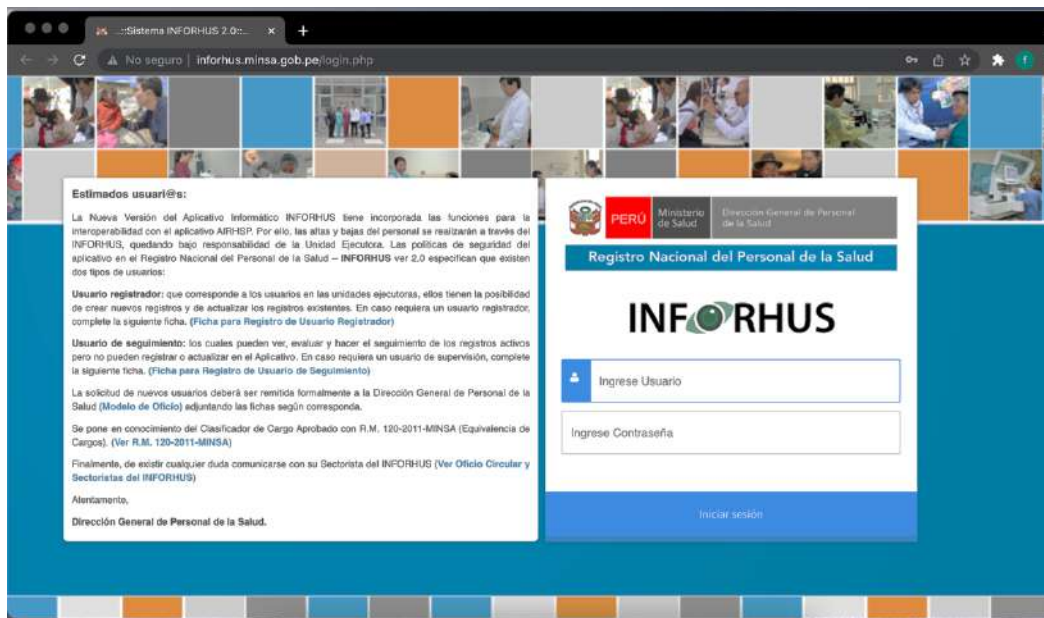 ..::Sistema INFORHUS 2.0::..
No seguro | inforhus.minsa.gob.pe/login.php
Estimados usuari@s:
La Nueva Versión del Aplicativo Informático INFORHUS tiene incorporada las funciones para la
interoperabilidad con el aplicativo AIRHSP. Por ello, las altas y bajas del personal se realizarán a través del
INFORHUS, quedando bajo responsabilidad de la Unidad Ejecutora. Las políticas de seguridad del
aplicativo en el Registro Nacional del Personal de la Salud – INFORHUS ver 2.0 especifican que existen
dos tipos de usuarios:
Usuario registrador: que corresponde a los usuarios en las unidades ejecutoras, ellos tienen la posibilidad
de crear nuevos registros y de actualizar los registros existentes. En caso requiera un usuario registrador,
complete la siguiente ficha. (Ficha para Registro de Usuario Registrador)
Usuario de seguimiento: los cuales pueden ver, evaluar y hacer el seguimiento de los registros activos
pero no pueden registrar o actualizar en el Aplicativo. En caso requiera un usuario de supervisión, complete
la siguiente ficha. (Ficha para Registro de Usuario de Seguimiento)
La solicitud de nuevos usuarios deberá ser remitida formalmente a la Dirección General de Personal de la
Salud (Modelo de Oficio) adjuntando las fichas según corresponda.
Se pone en conocimiento del Clasificador de Cargo Aprobado con R.M. 120-2011-MINSA (Equivalencia de
Cargos). (Ver R.M. 120-2011-MINSA)
Finalmente, de existir cualquier duda comunicarse con su Sectorista del INFORHUS (Ver Oficio Circular y
Sectoristas del INFORHUS)
Atentamente,
Dirección General de Personal de la Salud.
PERÚ
Ministerio
de Salud
Dirección General de Personal
de la Salud
Registro Nacional del Personal de la Salud
INFORHUS
Ingrese Usuario
Ingrese Contraseña
Iniciar sesión